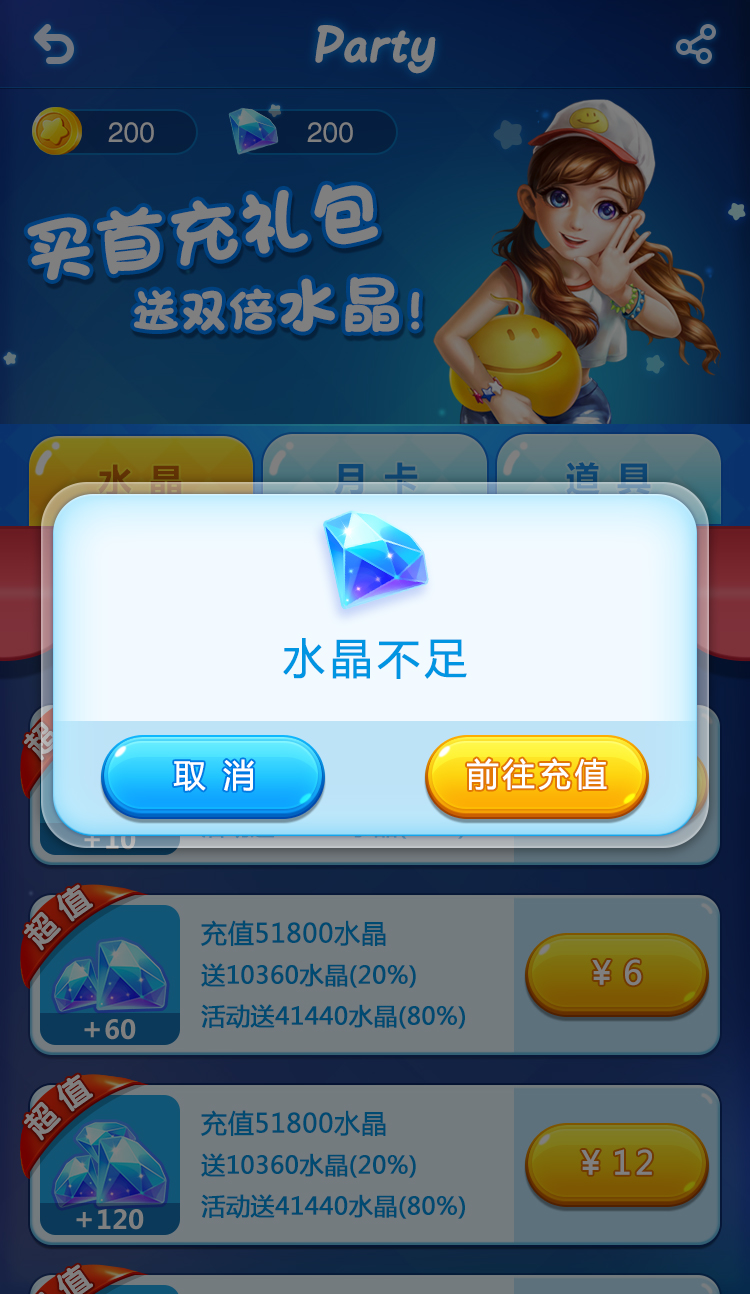 Party
200
200
买首充礼包
送双倍水晶!
水晶
月卡
道具
水晶不足
取消
前往充值
超
+10
超值
充值51800水晶
送10360水晶(20%)
活动送41440水晶(80%)
+60
¥ 6
超值
充值51800水晶
送10360水晶(20%)
活动送41440水晶(80%)
+120
¥ 12
超值